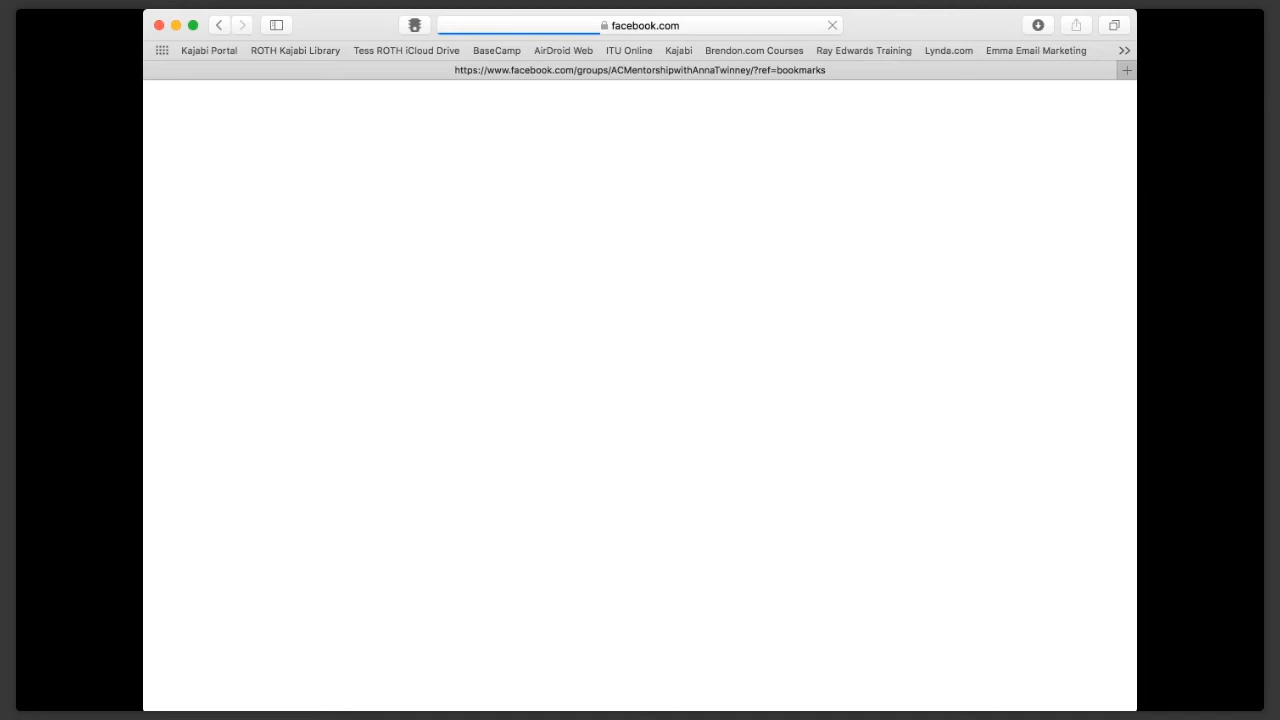 facebook.com
Kajabi Portal ROTH Kajabi Library Tess ROTH iCloud Drive BaseCamp AirDroid Web ITU Online Kajabi Brendon.com Courses Ray Edwards Training Lynda.com Emma Email Marketing
https://www.facebook.com/groups/ACMentorshipwithAnnaTwinney/?ref=bookmarks